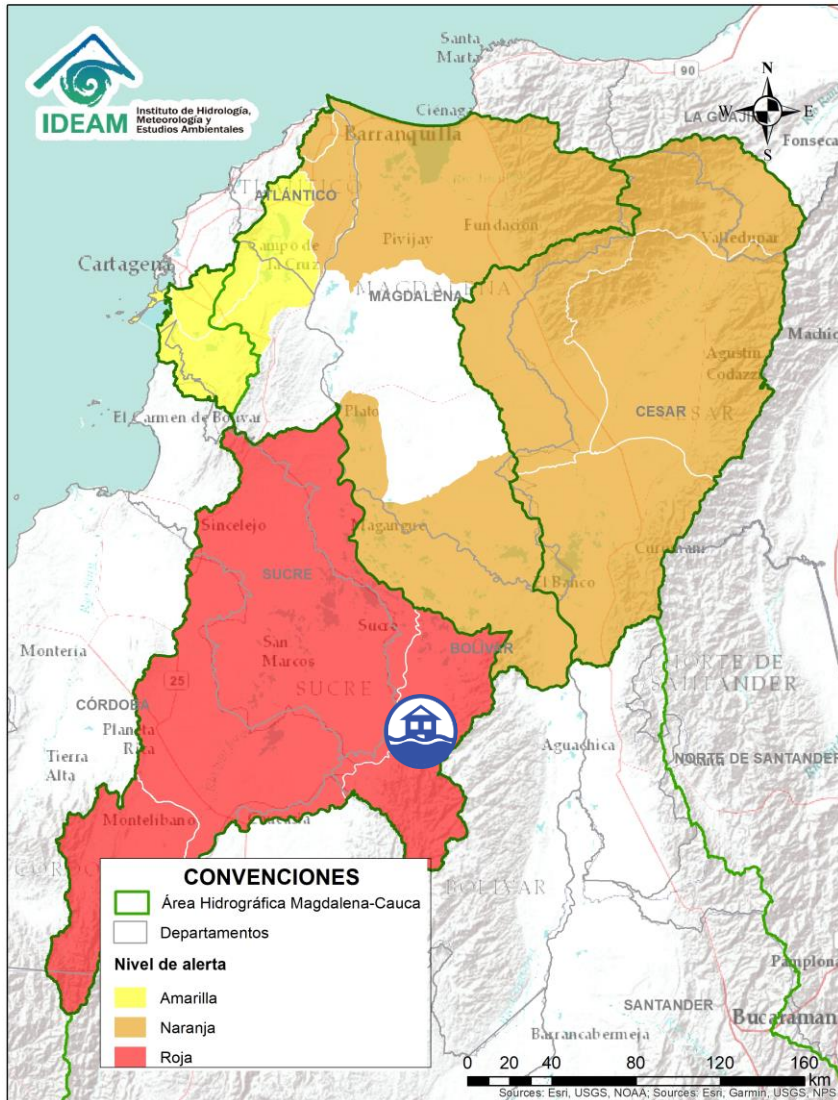 IDEAM
Instituto de Hidrología,
Meteorología y
Estudios Ambientales
Santa
Marta
90
N
W
E
S
Ciénaga
LA GUAJIRA
Fonseca
Barranquilla
ATLÁNTICO
Campo de
la Cruz
Pivijay
Fundación
Valledupar
Cartagena
MAGDALENA
Agustín
Codazzi
El Carmen de Bolívar
Plato
CESAR
Sincelejo
Magangue
Curumani
SUCRE
El Banco
Montería
San
Marcos
Sucre
BOLÍVAR
SUCRE
NORTE DE
SANTANDER
25
CÓRDOBA
Planeta
Rica
Tierra
Alta
Aguachica
NORTE DE SANTANDER
Montelíbano
BOLÍVAR
CONVENCIONES
Área Hidrográfica Magdalena-Cauca
Departamentos
Nivel de alerta
Amarilla
Naranja
Roja
Pamplona
SANTANDER
Bucaraman
Barrancabermeja
0 20 40 80 120 160
km
Sources: Esri, USGS, NOAA; Sources: Esri, Garmin, USGS, NPS